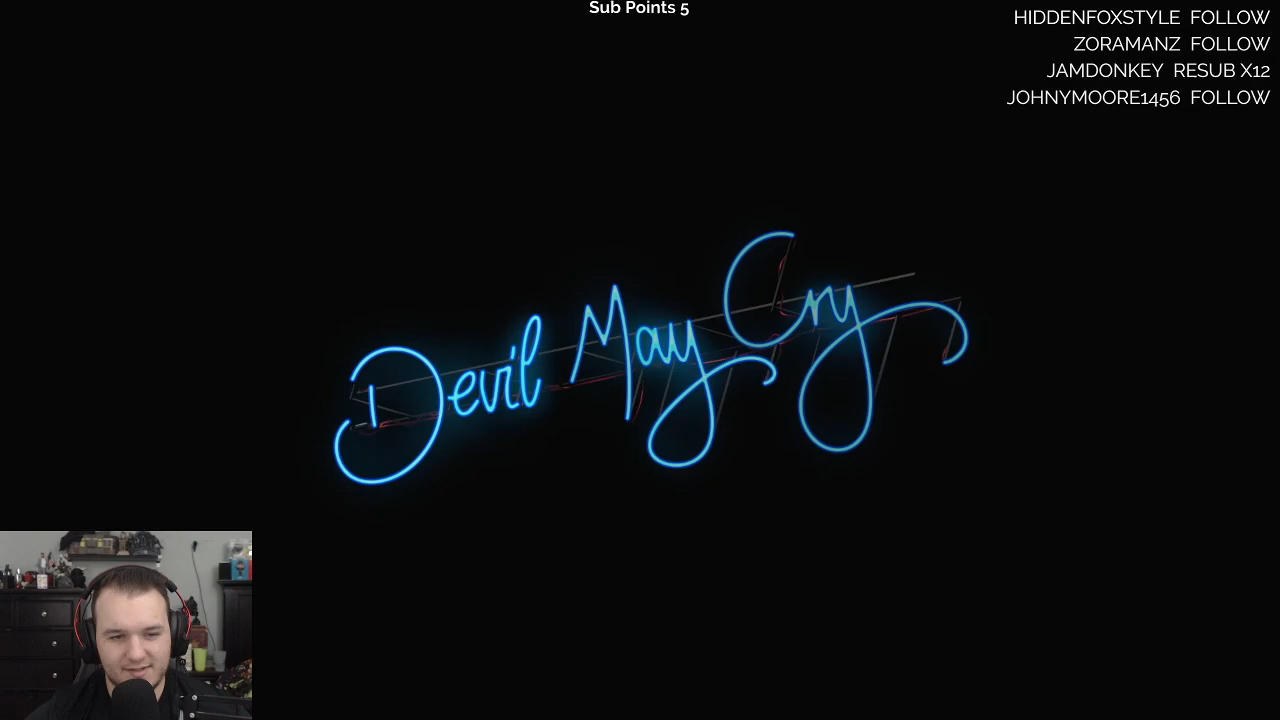 Sub Points 5
HIDDENFOXSTYLE FOLLOW
ZORAMANZ FOLLOW
JAMDONKEY RESUB X12
JOHNYMOORE1456 FOLLOW
Devil May Cry